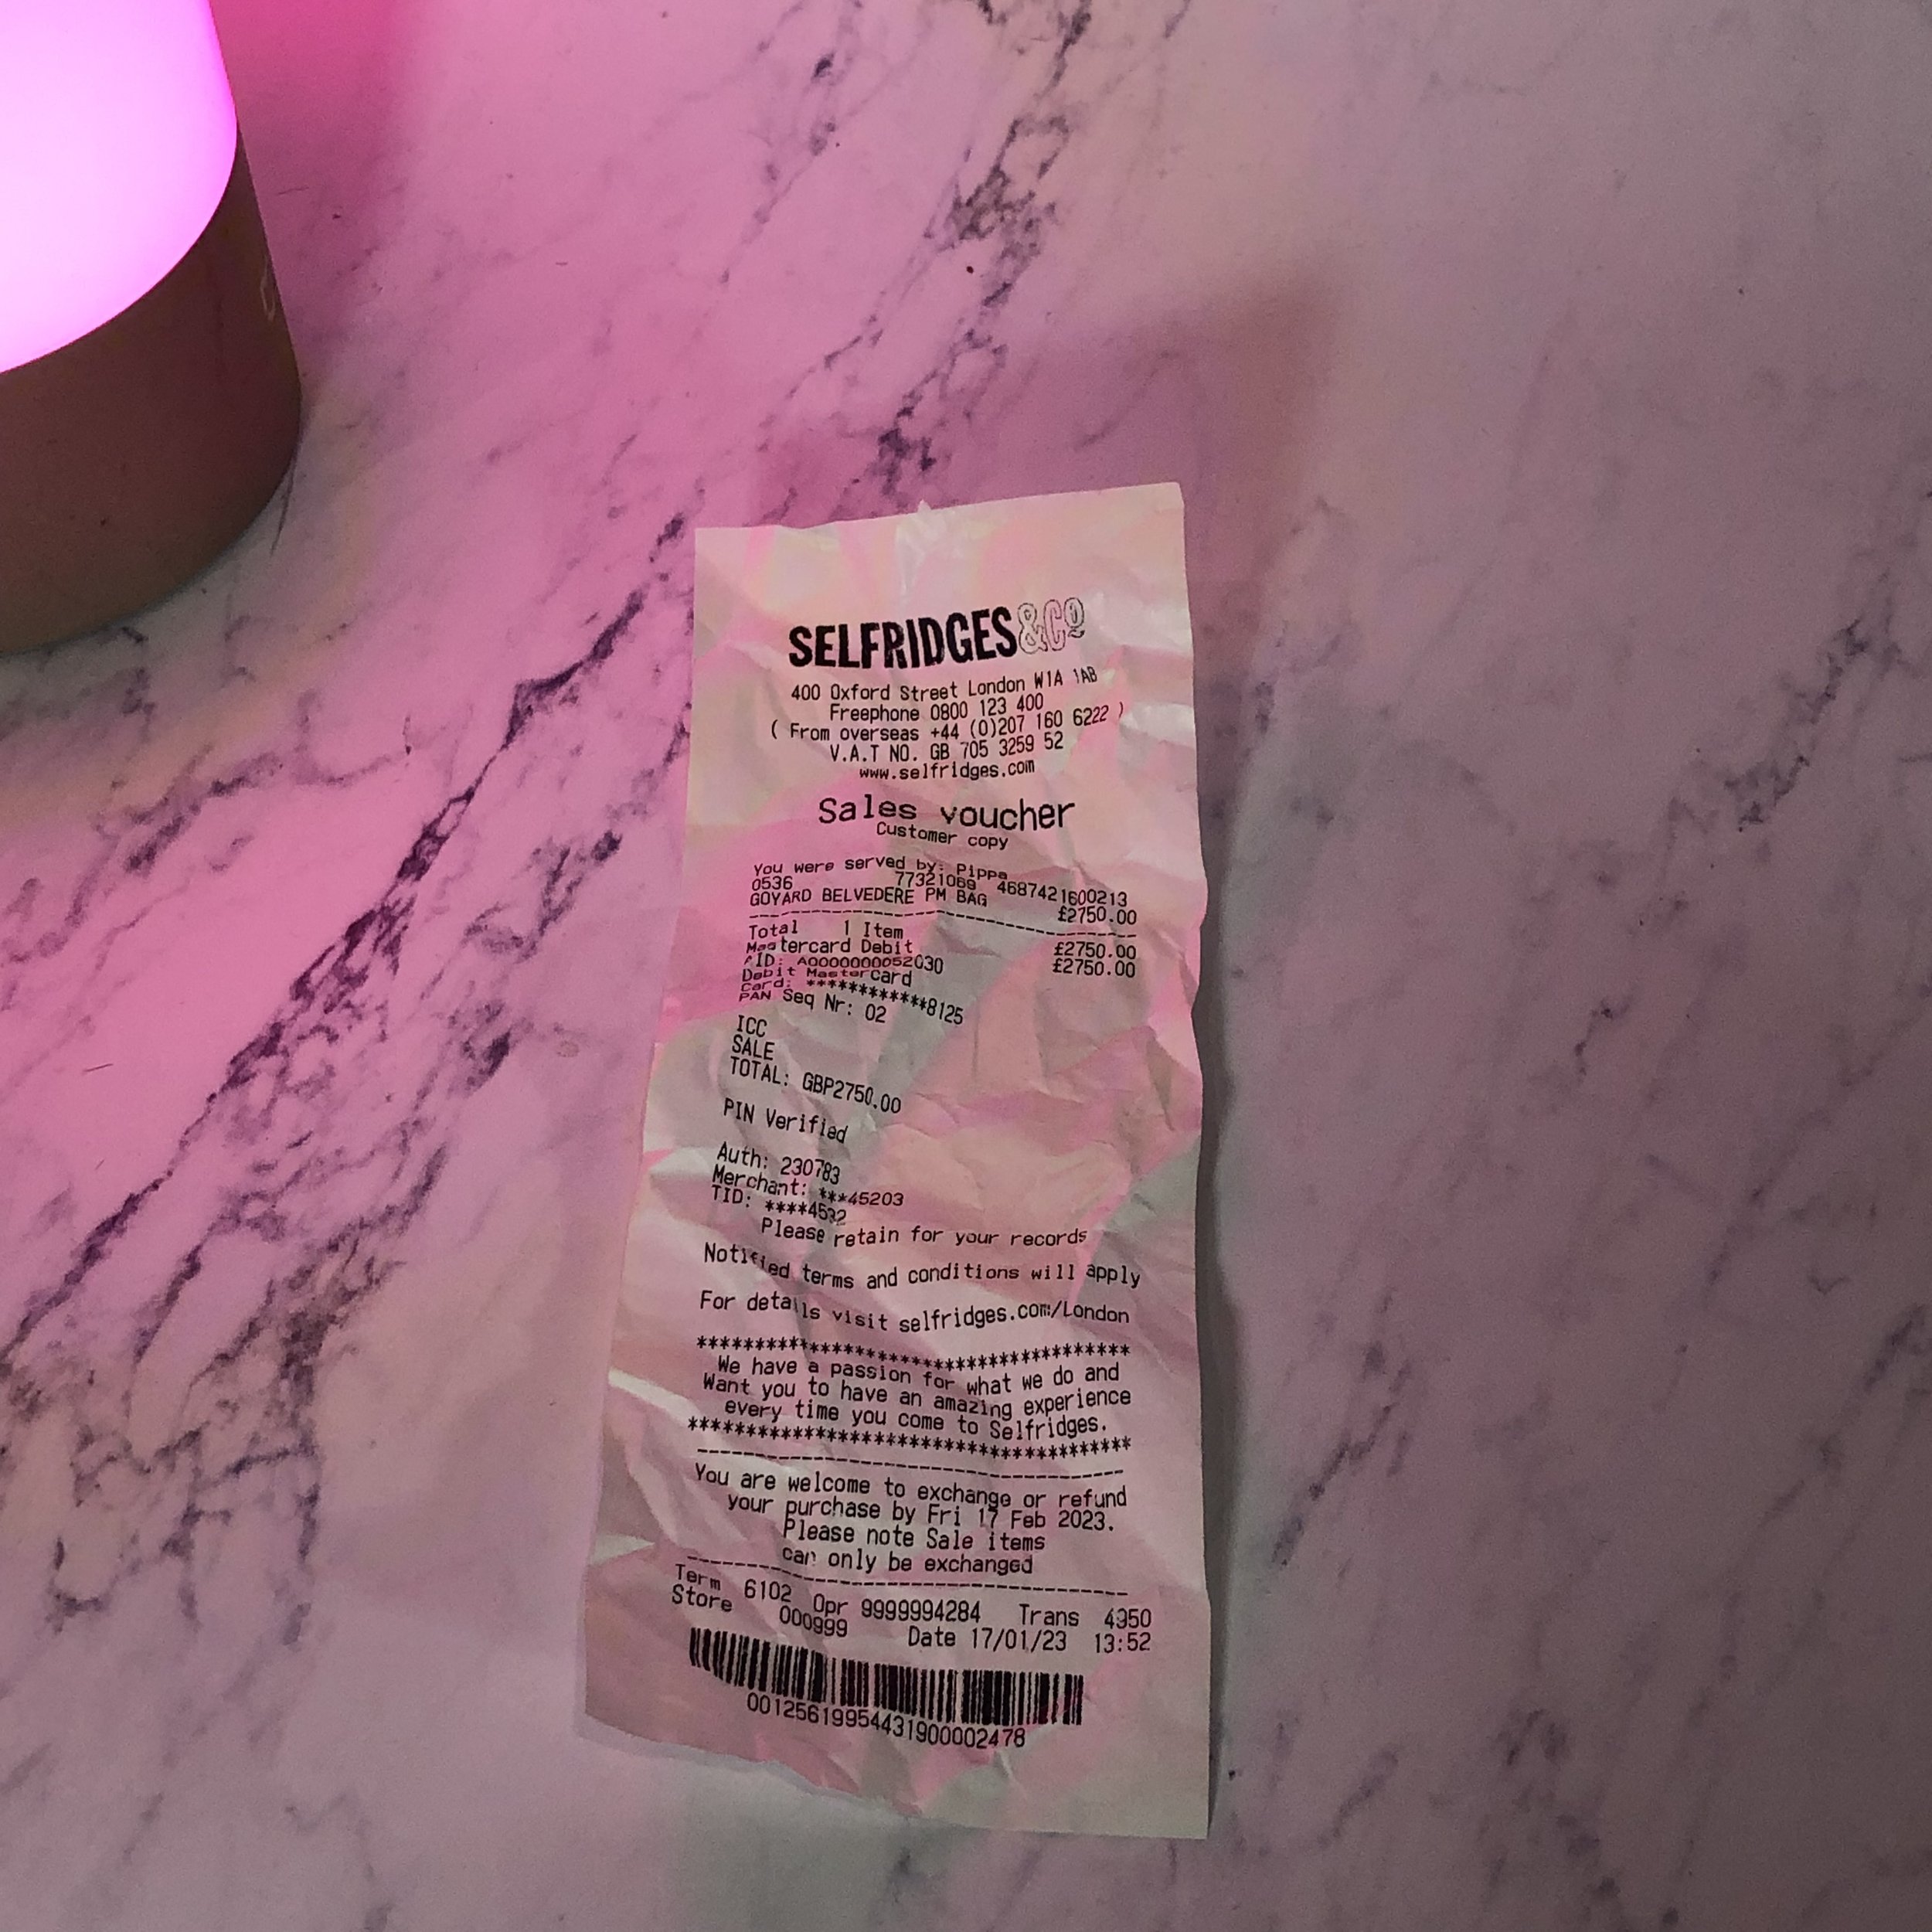 SELFRIDGES&Cº
400 Oxford Street London W1A 1AB
Freephone 0800 123 400
( From overseas +44 (0)207 160 6222 )
V.A.T NO. GB 705 3259 52
www.selfridges.com
Sales voucher
Customer copy
You were served by: Pippa
0536 77321069 4687421600213
GOYARD BELVEDERE PM BAG £2750.00
Total 1 Item £2750.00
Mastercard Debit £2750.00
AID: A0000000052030
Debit Mastercard
Card: ************8125
PAN Seq Nr: 02
ICC
SALE
TOTAL: GBP2750.00
PIN Verified
Auth: 230783
Merchant: ***45203
TID: ****4532
Please retain for your records
Notified terms and conditions will apply
For details visit selfridges.com/London
**************************************
We have a passion for what we do and
Want you to have an amazing experience
every time you come to Selfridges.
**************************************
You are welcome to exchange or refund
your purchase by Fri 17 Feb 2023.
Please note Sale items
can only be exchanged
Term 6102 Opr 9999994284 Trans 4950
Store 000999 Date 17/01/23 13:52
0012561995443190000​2478